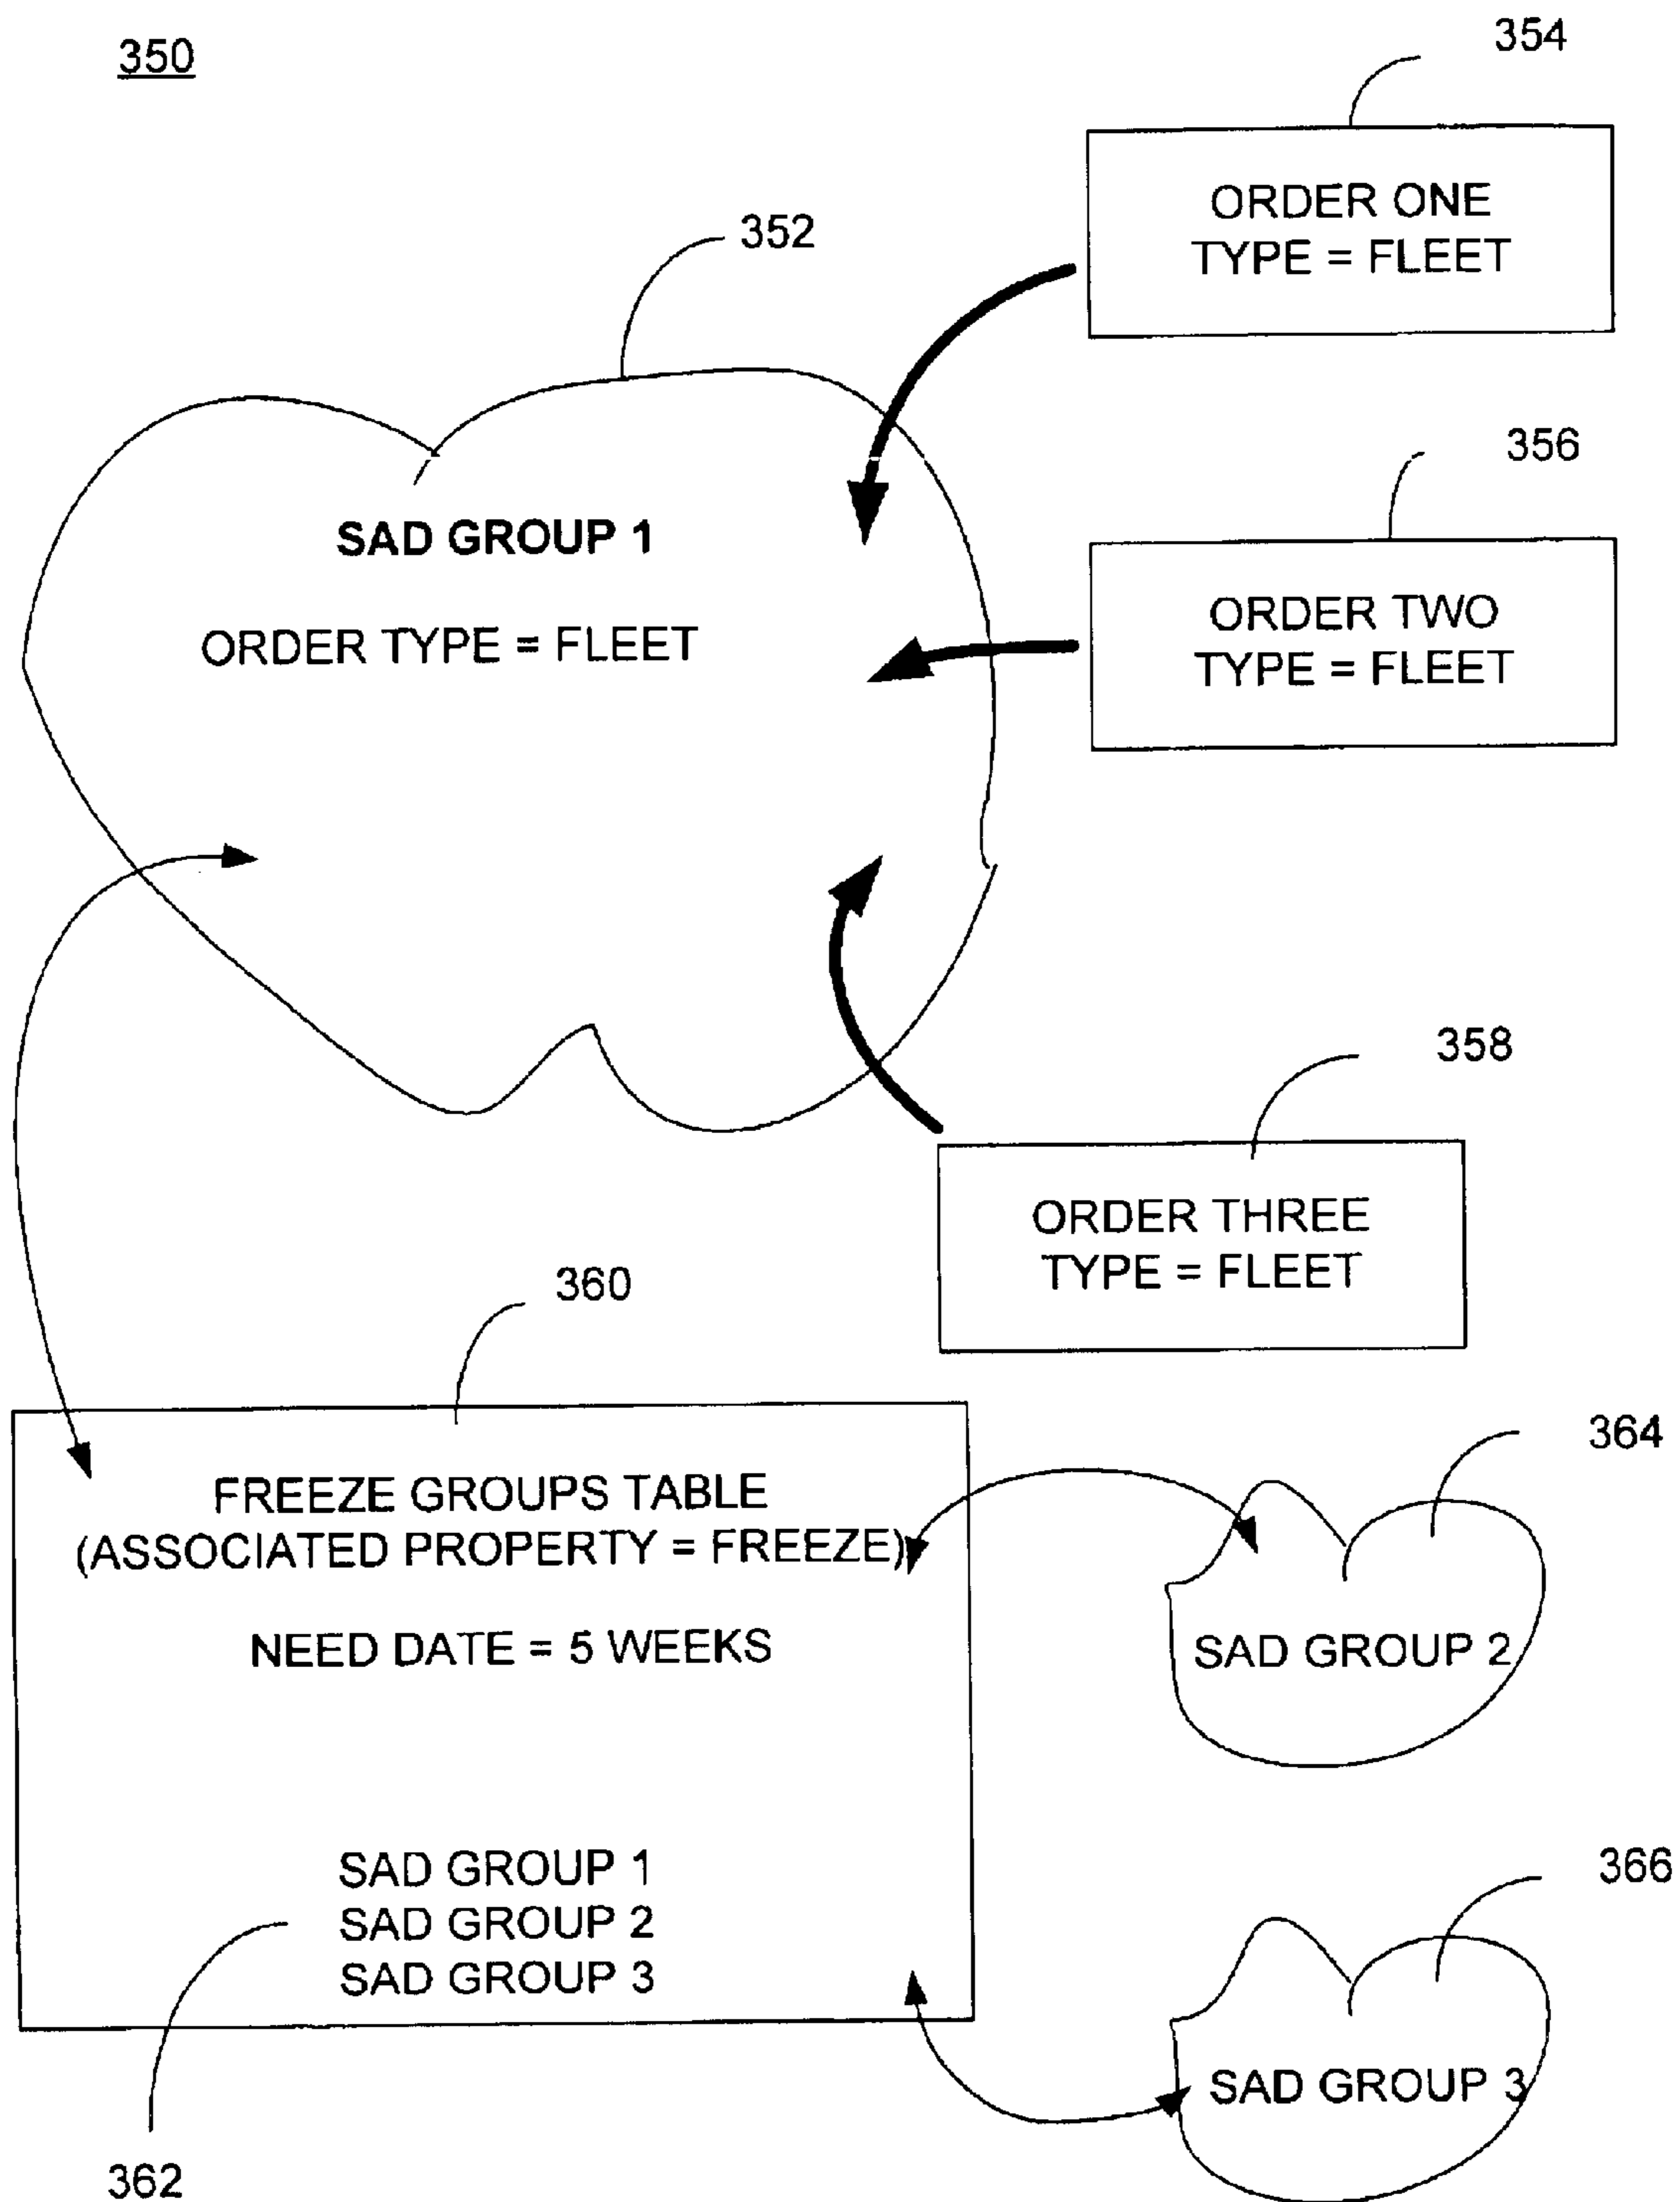 350
354
ORDER ONE
TYPE = FLEET
352
356
SAD GROUP 1
ORDER TYPE = FLEET
ORDER TWO
TYPE = FLEET
358
ORDER THREE
TYPE = FLEET
360
FREEZE GROUPS TABLE
(ASSOCIATED PROPERTY = FREEZE)
NEED DATE = 5 WEEKS
364
SAD GROUP 2
SAD GROUP 1
SAD GROUP 2
SAD GROUP 3
366
SAD GROUP 3
362